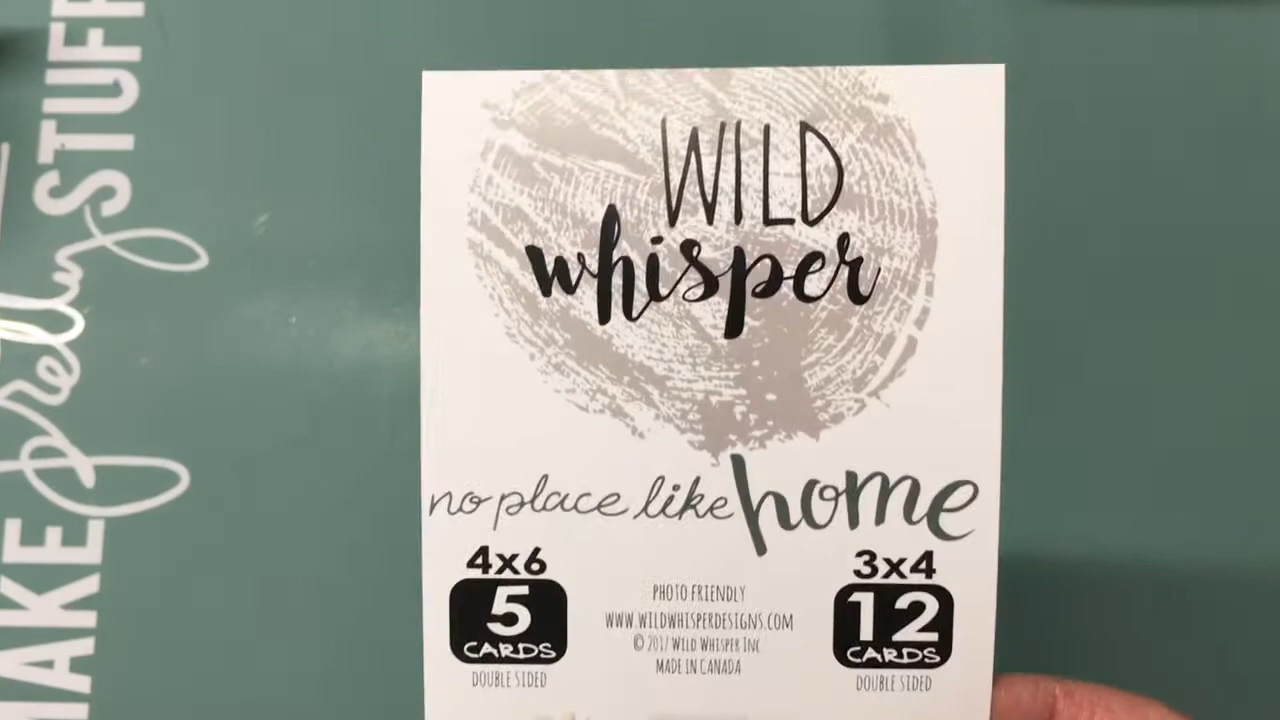 MAKE
pretty
STUFF
WILD
whisper
no place like home
4x6
5
CARDS
DOUBLE SIDED
PHOTO FRIENDLY
WWW.WILDWHISPERDESIGNS.COM
© 2017 WILD WHISPER INC
MADE IN CANADA
3x4
12
CARDS
DOUBLE SIDED